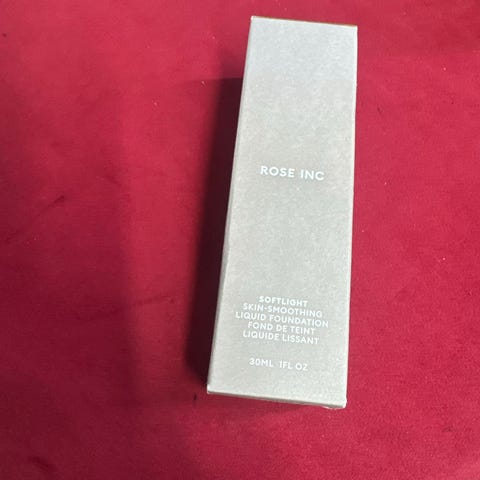 ROSE INC
SOFTLIGHT
SKIN-SMOOTHING
LIQUID FOUNDATION
FOND DE TEINT
LIQUIDE LISSANT
30ML 1FL OZ